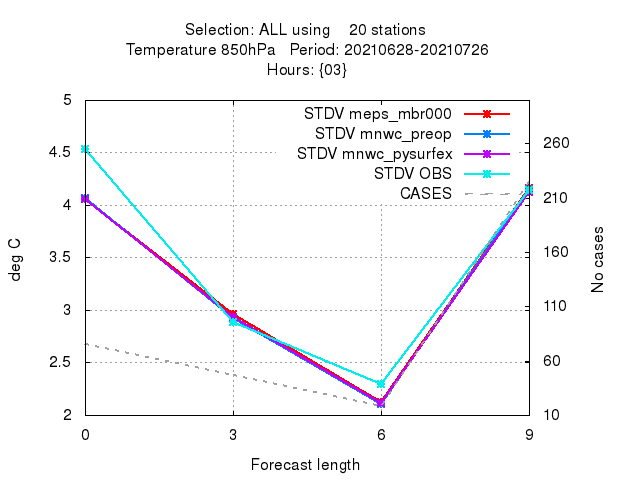 Selection: ALL using 20 stations
Temperature 850hPa Period: 20210628-20210726
Hours: {03}
STDV meps_mbr000
STDV mnwc_preop
STDV mnwc_pysurfex
STDV OBS
CASES
5
4.5
4
3.5
3
2.5
2
260
210
160
110
60
10
deg C
No cases
0 3 6 9
Forecast length